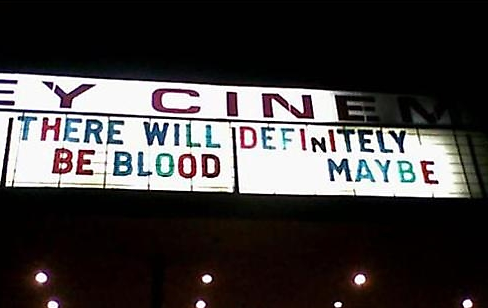 EY CINEM
THERE WILL
BE BLOOD
DEFINITELY
MAYBE